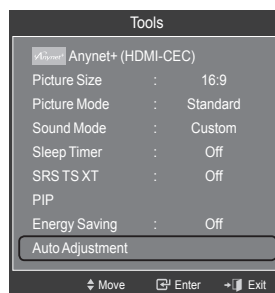 Tools
Anynet+ Anynet+ (HDMI-CEC)
Picture Size : 16:9
Picture Mode : Standard
Sound Mode : Custom
Sleep Timer : Off
SRS TS XT : Off
PIP
Energy Saving : Off
Auto Adjustment
Move Enter Exit